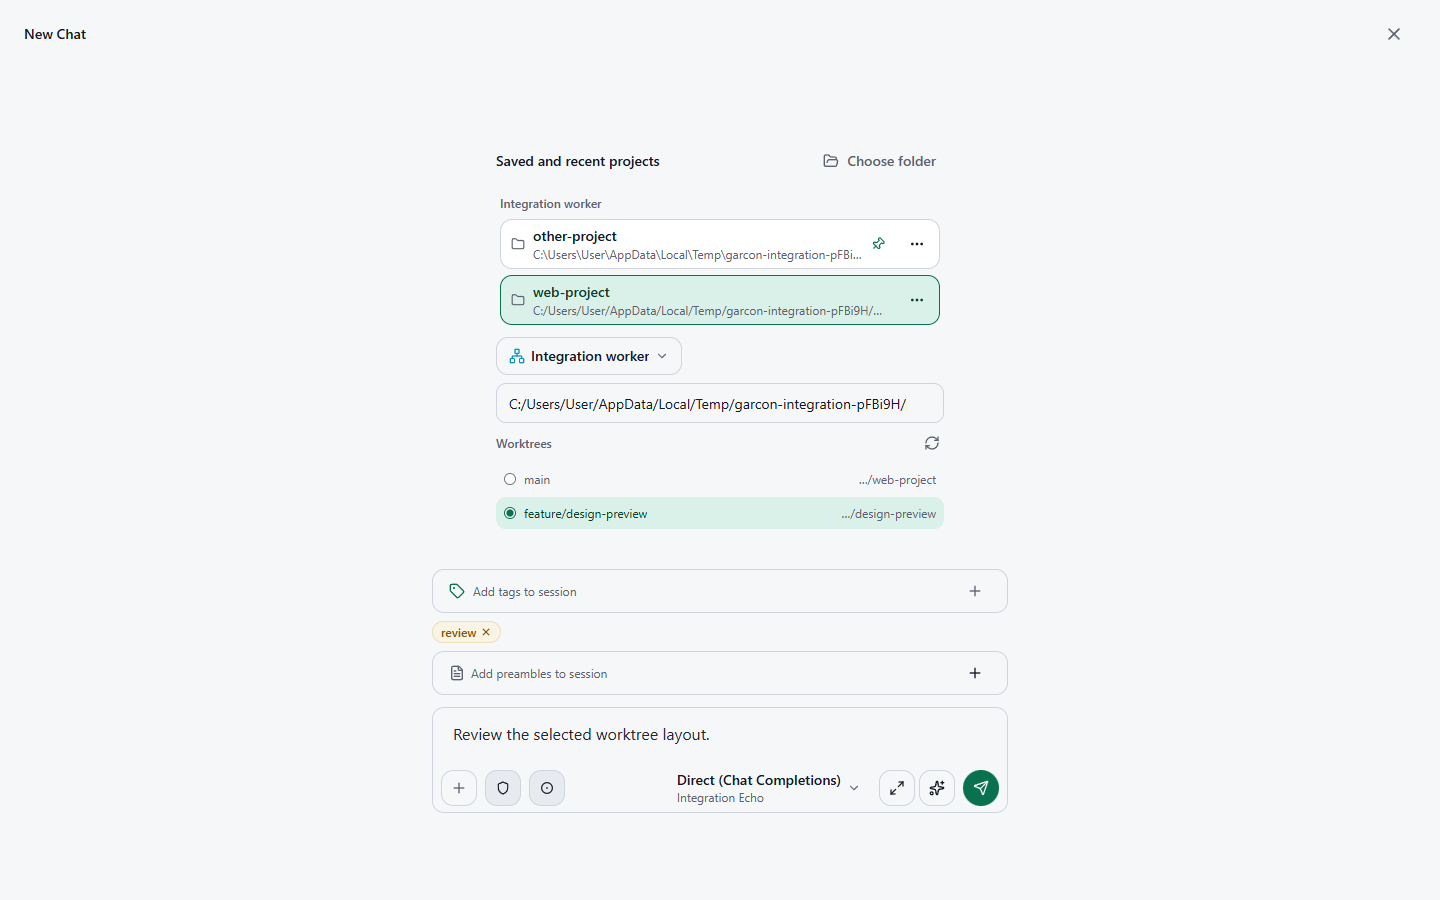 New Chat
Saved and recent projects
Choose folder
Integration worker
other-project
C:\Users\User\AppData\Local\Temp\garcon-integration-pFBi...
web-project
C:/Users/User/AppData/Local/Temp/garcon-integration-pFBi9H/...
Integration worker
C:/Users/User/AppData/Local/Temp/garcon-integration-pFBi9H/
Worktrees
main
.../web-project
feature/design-preview
.../design-preview
Add tags to session
review
Add preambles to session
Review the selected worktree layout.
Direct (Chat Completions)
Integration Echo